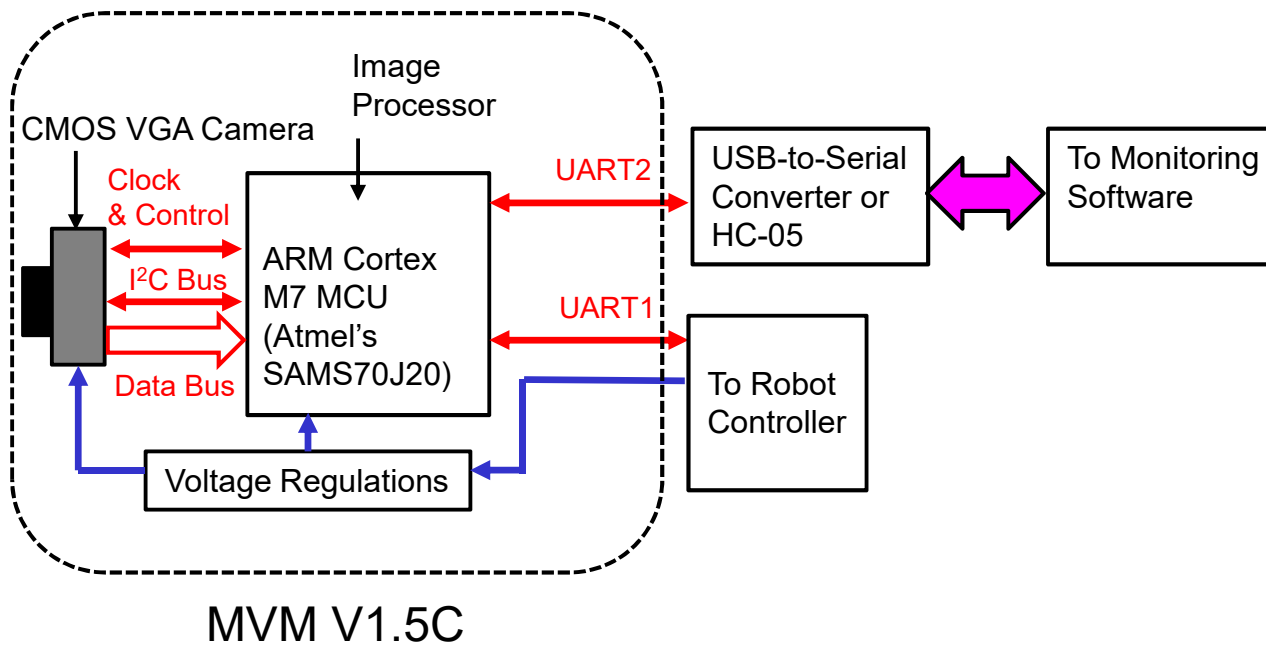 Image
Processor
CMOS VGA Camera
Clock
& Control
I²C Bus
Data Bus
ARM Cortex
M7 MCU
(Atmel’s
SAMS70J20)
Voltage Regulations
UART2
UART1
USB-to-Serial
Converter or
HC-05
To Monitoring
Software
To Robot
Controller
MVM V1.5C